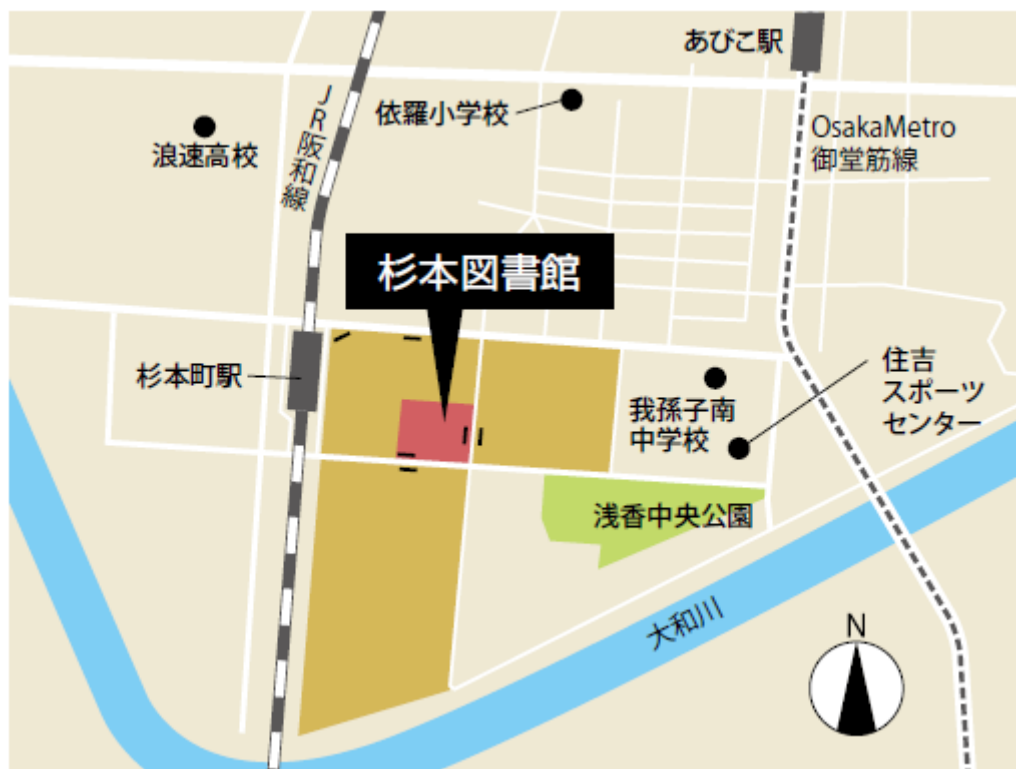 あびこ駅
依羅小学校
浪速高校
JR阪和線
OsakaMetro
御堂筋線
杉本図書館
杉本町駅
住吉
スポーツ
センター
我孫子南
中学校
浅香中央公園
大和川
N